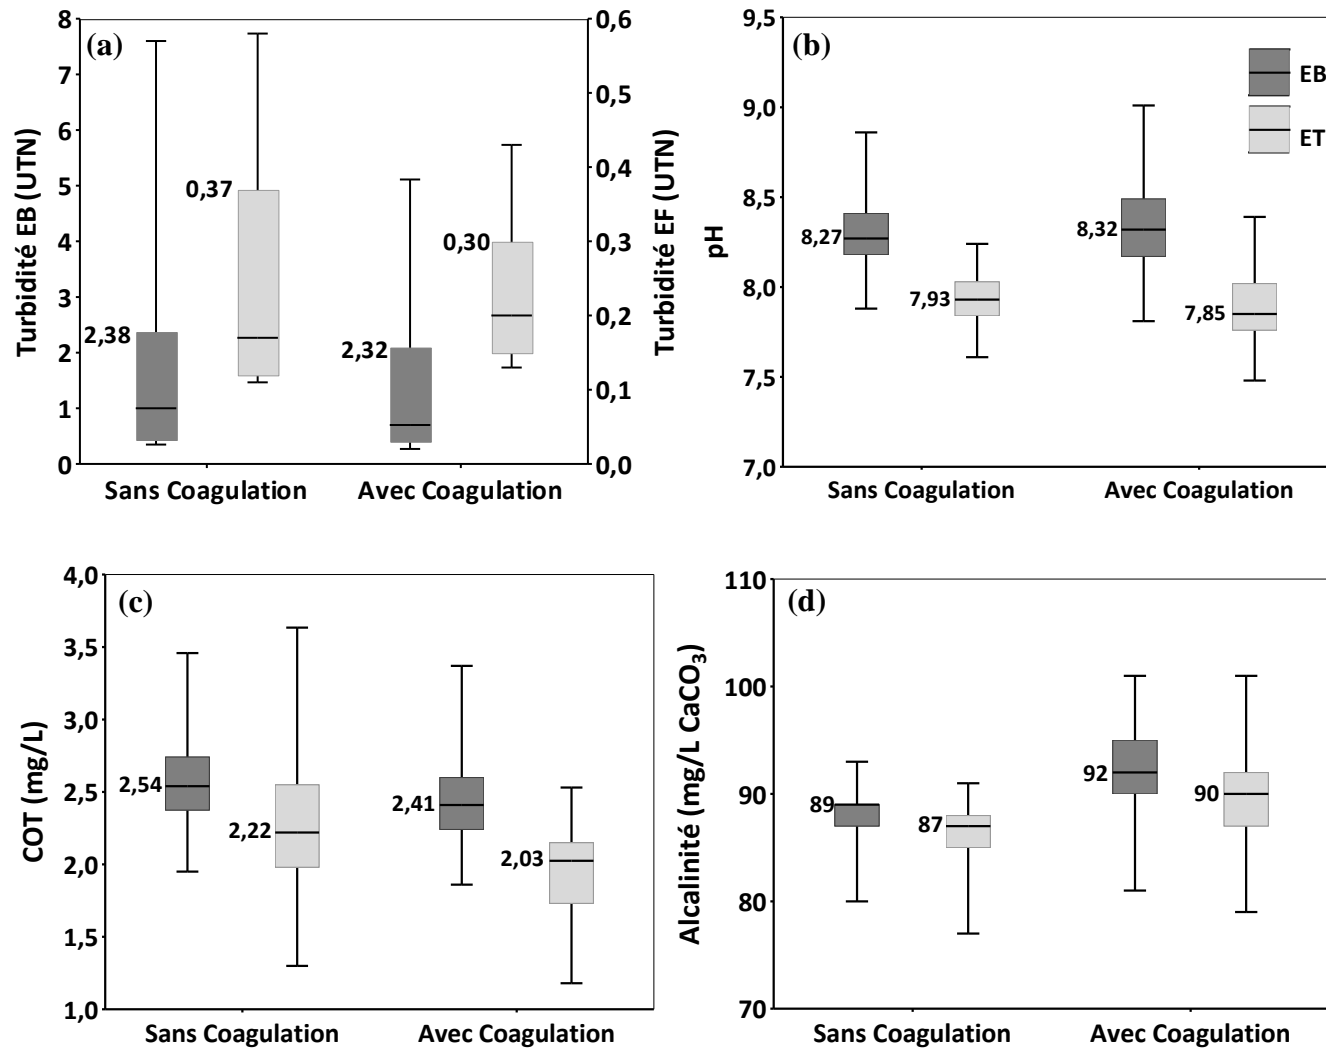 (a)
Turbidité EB (UTN)
8
7
6
5
4
3
2
1
0
2,38
0,37
2,32
0,30
0,6
0,5
0,4
0,3
0,2
0,1
0,0
Turbidité EF (UTN)
Sans Coagulation
Avec Coagulation
(b)
pH
9,5
9,0
8,5
8,0
7,5
7,0
8,27
7,93
8,32
7,85
EB
ET
Sans Coagulation
Avec Coagulation
(c)
COT (mg/L)
4,0
3,5
3,0
2,5
2,0
1,5
1,0
2,54
2,22
2,41
2,03
Sans Coagulation
Avec Coagulation
(d)
Alcalinité (mg/L CaCO₃)
110
100
90
80
70
89
87
92
90
Sans Coagulation
Avec Coagulation